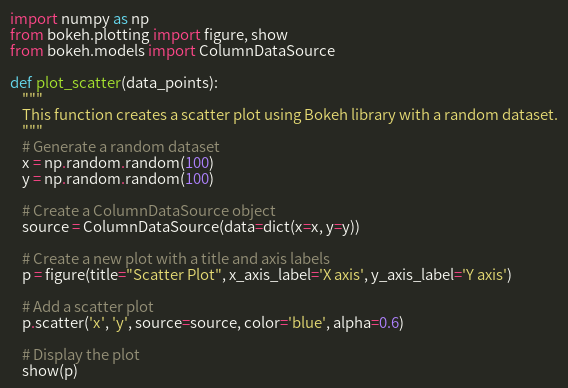 import numpy as np
from bokeh.plotting import figure, show
from bokeh.models import ColumnDataSource

def plot_scatter(data_points):
    """
    This function creates a scatter plot using Bokeh library with a random dataset.
    """
    # Generate a random dataset
    x = np.random.random(100)
    y = np.random.random(100)

    # Create a ColumnDataSource object
    source = ColumnDataSource(data=dict(x=x, y=y))

    # Create a new plot with a title and axis labels
    p = figure(title="Scatter Plot", x_axis_label='X axis', y_axis_label='Y axis')

    # Add a scatter plot
    p.scatter('x', 'y', source=source, color='blue', alpha=0.6)

    # Display the plot
    show(p)